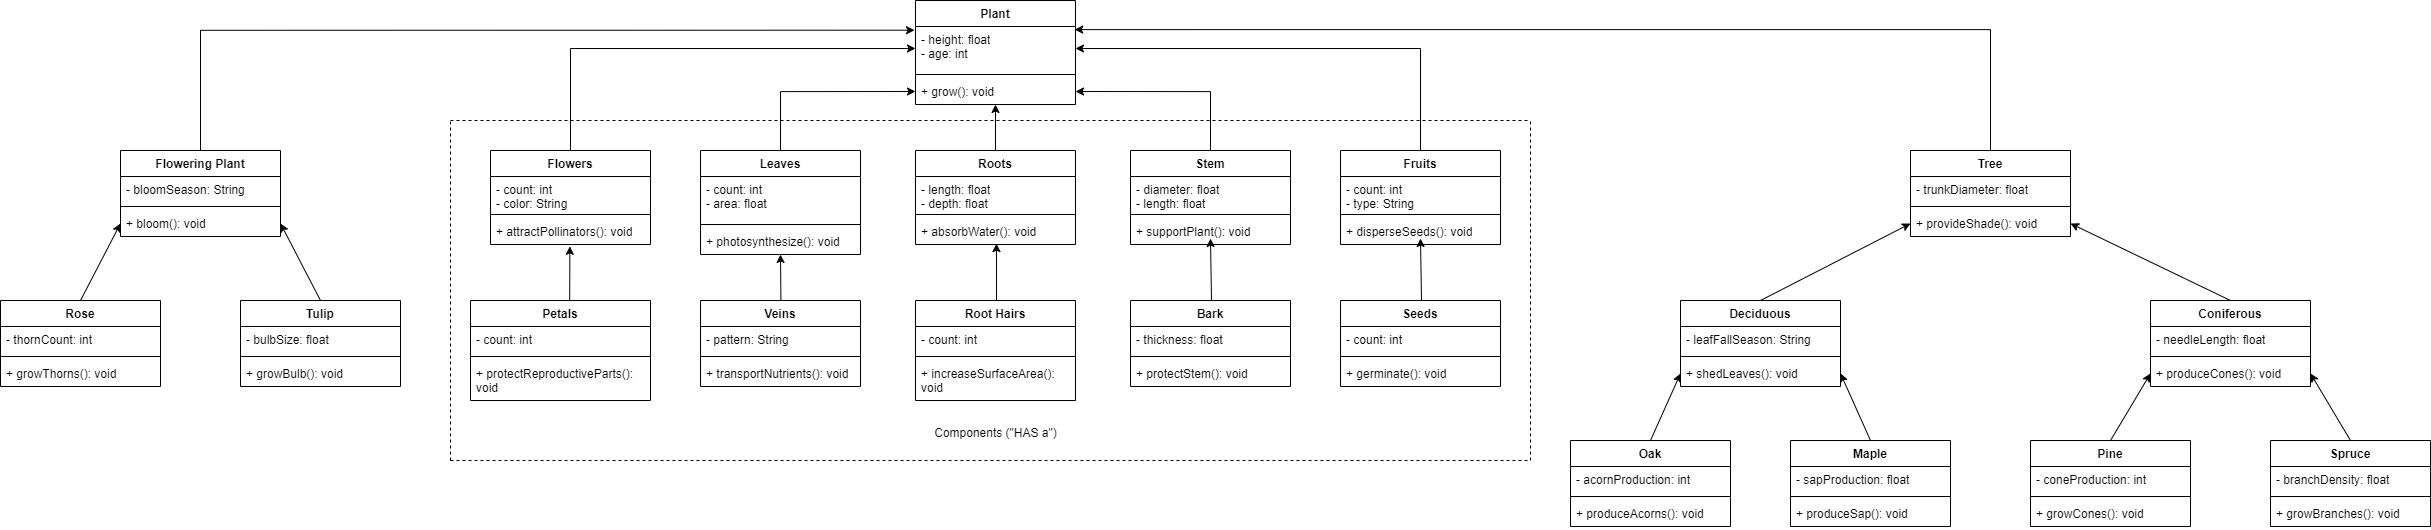 Plant
- height: float
- age: int
+ grow(): void
Flowering Plant
- bloomSeason: String
+ bloom(): void
Flowers
- count: int
- color: String
+ attractPollinators(): void
Leaves
- count: int
- area: float
+ photosynthesize(): void
Roots
- length: float
- depth: float
+ absorbWater(): void
Stem
- diameter: float
- length: float
+ supportPlant(): void
Fruits
- count: int
- type: String
+ disperseSeeds(): void
Tree
- trunkDiameter: float
+ provideShade(): void
Rose
- thornCount: int
+ growThorns(): void
Tulip
- bulbSize: float
+ growBulb(): void
Petals
- count: int
+ protectReproductiveParts():
void
Veins
- pattern: String
+ transportNutrients(): void
Root Hairs
- count: int
+ increaseSurfaceArea():
void
Bark
- thickness: float
+ protectStem(): void
Seeds
- count: int
+ germinate(): void
Deciduous
- leafFallSeason: String
+ shedLeaves(): void
Coniferous
- needleLength: float
+ produceCones(): void
Components ("HAS a")
Oak
- acornProduction: int
+ produceAcorns(): void
Maple
- sapProduction: float
+ produceSap(): void
Pine
- coneProduction: int
+ growCones(): void
Spruce
- branchDensity: float
+ growBranches(): void